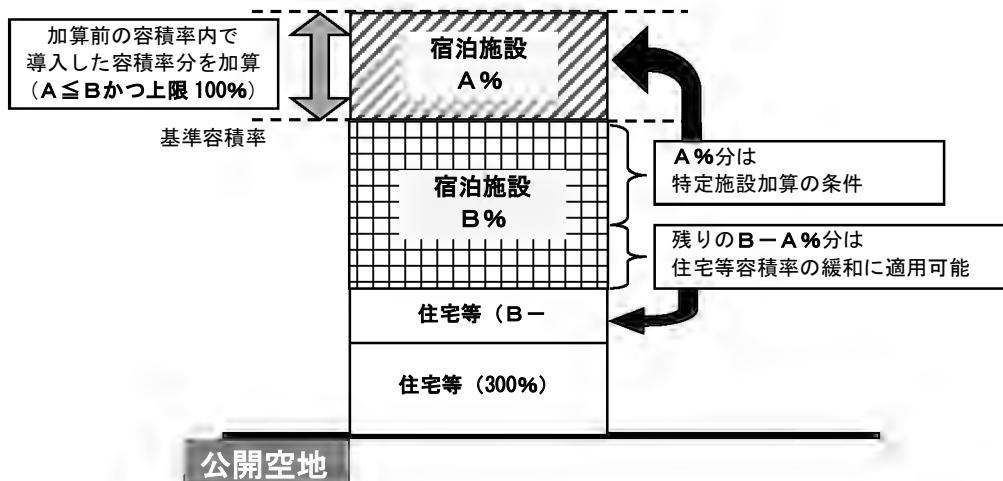 加算前の容積率内で
導入した容積率分を加算
（A≦Bかつ上限100％）
基準容積率
宿泊施設
A％
宿泊施設
B％
A％分は
特定施設加算の条件
残りのB－A％分は
住宅等容積率の緩和に適用可能
住宅等（B－
住宅等（300％）
公開空地